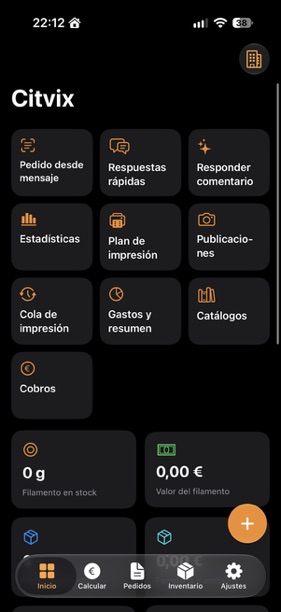 22:12
38
Citvix
Pedido desde
mensaje
Respuestas
rápidas
Responder
comentario
Estadísticas
Plan de
impresión
Publicacio-
nes
Cola de
impresión
Gastos y
resumen
Catálogos
Cobros
0 g
Filamento en stock
0,00 €
Valor del filamento
Inicio
Calcular
Pedidos
Inventario
Ajustes